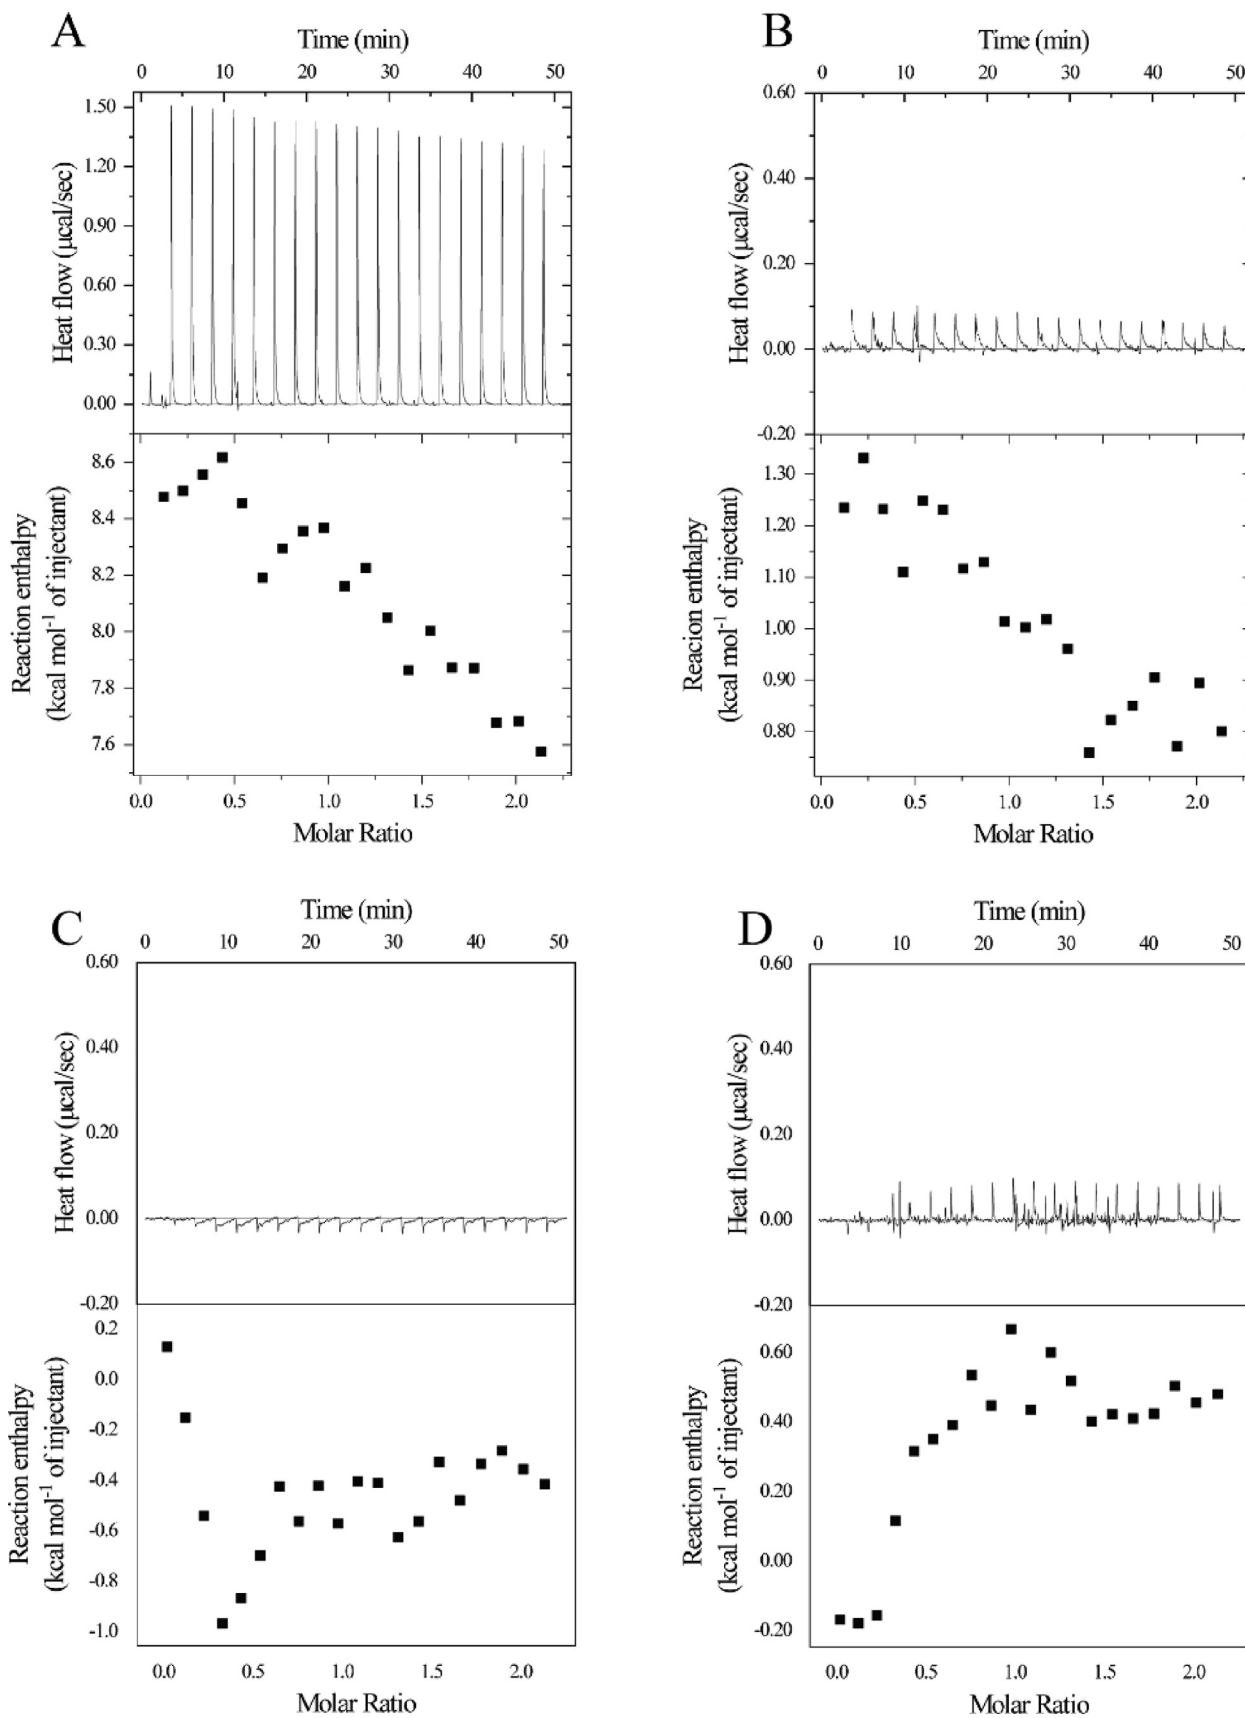 A
Time (min)
0 10 20 30 40 50
1.50
1.20
0.90
0.60
0.30
0.00
Heat flow (μcal/sec)
8.6
8.4
8.2
8.0
7.8
7.6
Reaction enthalpy
(kcal mol⁻¹ of injectant)
0.0 0.5 1.0 1.5 2.0
Molar Ratio
B
Time (min)
0 10 20 30 40 50
0.60
0.40
0.20
0.00
-0.20
Heat flow (μcal/sec)
1.30
1.20
1.10
1.00
0.90
0.80
Reacion enthalpy
(kcal mol⁻¹ of injectant)
0.0 0.5 1.0 1.5 2.0
Molar Ratio
C
Time (min)
0 10 20 30 40 50
0.60
0.40
0.20
0.00
-0.20
Heat flow (μcal/sec)
0.2
0.0
-0.2
-0.4
-0.6
-0.8
-1.0
Reaction enthalpy
(kcal mol⁻¹ of injectant)
0.0 0.5 1.0 1.5 2.0
Molar Ratio
D
Time (min)
0 10 20 30 40 50
0.60
0.40
0.20
0.00
-0.20
Heat flow (μcal/sec)
0.60
0.40
0.20
0.00
-0.20
Reaction enthalpy
(kcal mol⁻¹ of injectant)
0.0 0.5 1.0 1.5 2.0
Molar Ratio